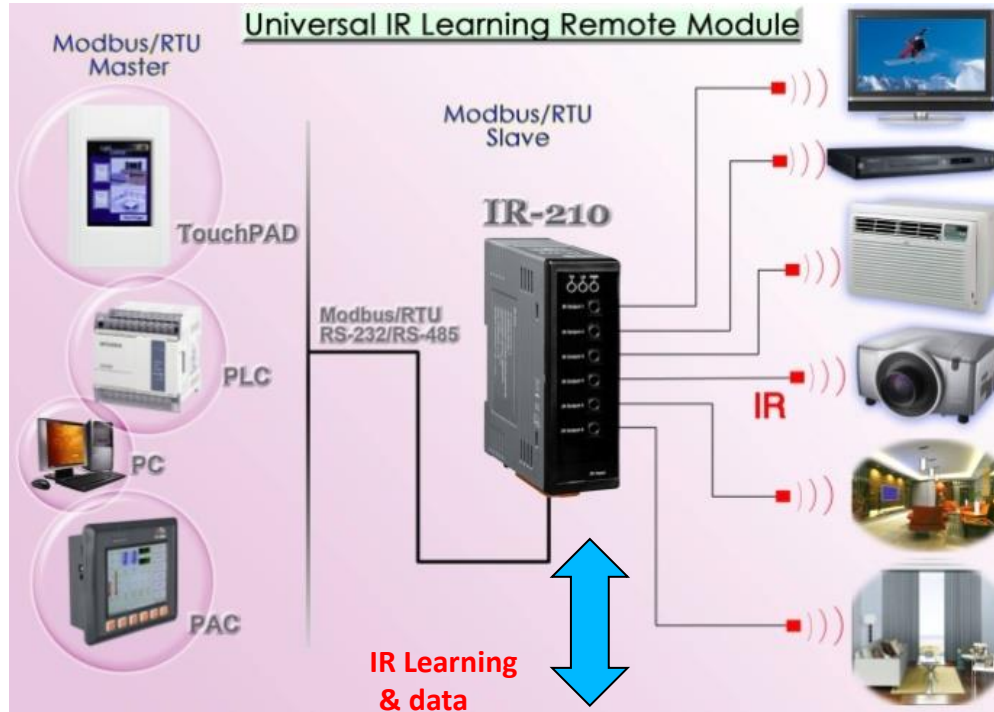 Universal IR Learning Remote Module
Modbus/RTU
Master
Modbus/RTU
Slave
IR-210
TouchPAD
Modbus/RTU
RS-232/RS-485
PLC
IR
PC
PAC
IR Learning
& data